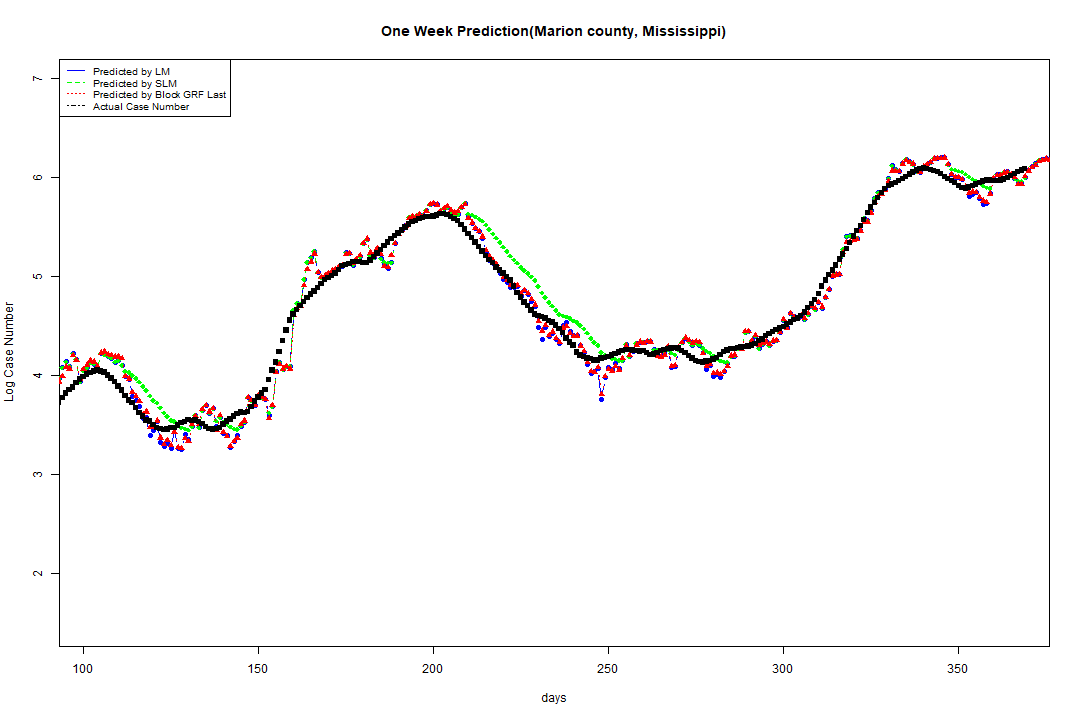 One Week Prediction(Marion county, Mississippi)
Predicted by LM
Predicted by SLM
Predicted by Block GRF Last
Actual Case Number
7
6
5
4
3
2
Log Case Number
100 150 200 250 300 350
days